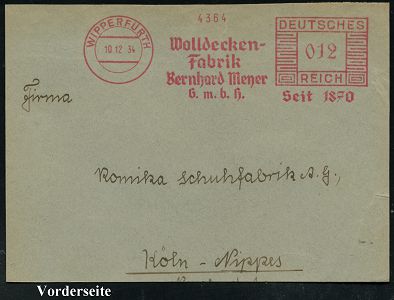 4364
WIPPERFÜRTH
10 12 34
Wolldecken-
Fabrik
Bernhard Meyer
G. m. b. H.
DEUTSCHES
012
REICH
Seit 1870
Firma
Romika Schuhfabrik A.G.,
Köln - Nippes
Vorderseite